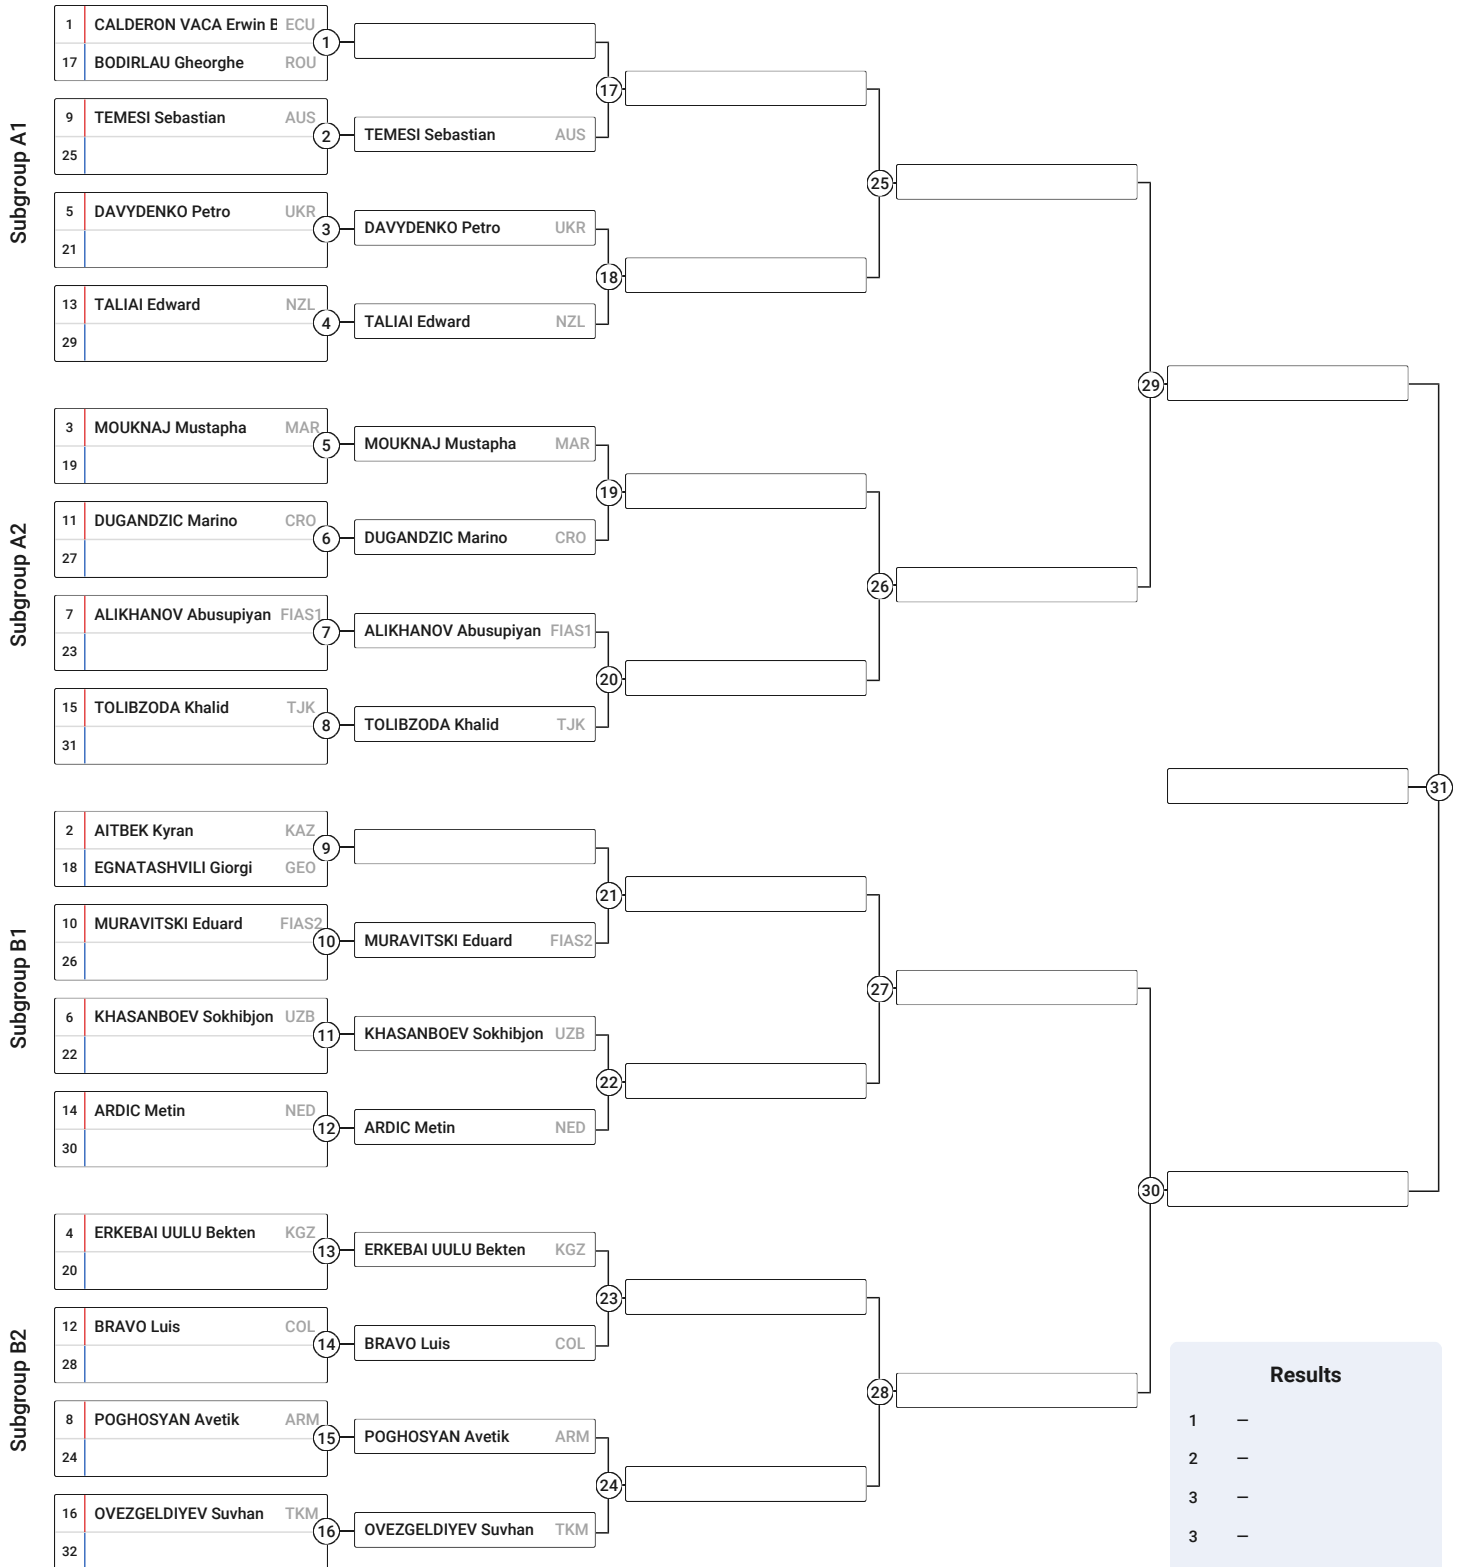 Subgroup A1
1 CALDERON VACA Erwin B ECU
17 BODIRLAU Gheorghe ROU
1
9 TEMESI Sebastian AUS
25
2
TEMESI Sebastian AUS
17
5 DAVYDENKO Petro UKR
21
3
DAVYDENKO Petro UKR
13 TALIAI Edward NZL
29
4
TALIAI Edward NZL
18
25
Subgroup A2
3 MOUKNAJ Mustapha MAR
19
5
MOUKNAJ Mustapha MAR
11 DUGANDZIC Marino CRO
27
6
DUGANDZIC Marino CRO
19
7 ALIKHANOV Abusupiyan FIAS1
23
7
ALIKHANOV Abusupiyan FIAS1
15 TOLIBZODA Khalid TJK
31
8
TOLIBZODA Khalid TJK
20
26
29
31
Subgroup B1
2 AITBEK Kyran KAZ
18 EGNATASHVILI Giorgi GEO
9
10 MURAVITSKI Eduard FIAS2
26
10
MURAVITSKI Eduard FIAS2
21
6 KHASANBOEV Sokhibjon UZB
22
11
KHASANBOEV Sokhibjon UZB
14 ARDIC Metin NED
30
12
ARDIC Metin NED
22
27
Subgroup B2
4 ERKEBAI UULU Bekten KGZ
20
13
ERKEBAI UULU Bekten KGZ
12 BRAVO Luis COL
28
14
BRAVO Luis COL
23
8 POGHOSYAN Avetik ARM
24
15
POGHOSYAN Avetik ARM
16 OVEZGELDIYEV Suvhan TKM
32
16
OVEZGELDIYEV Suvhan TKM
24
28
30
Results
1 –
2 –
3 –
3 –